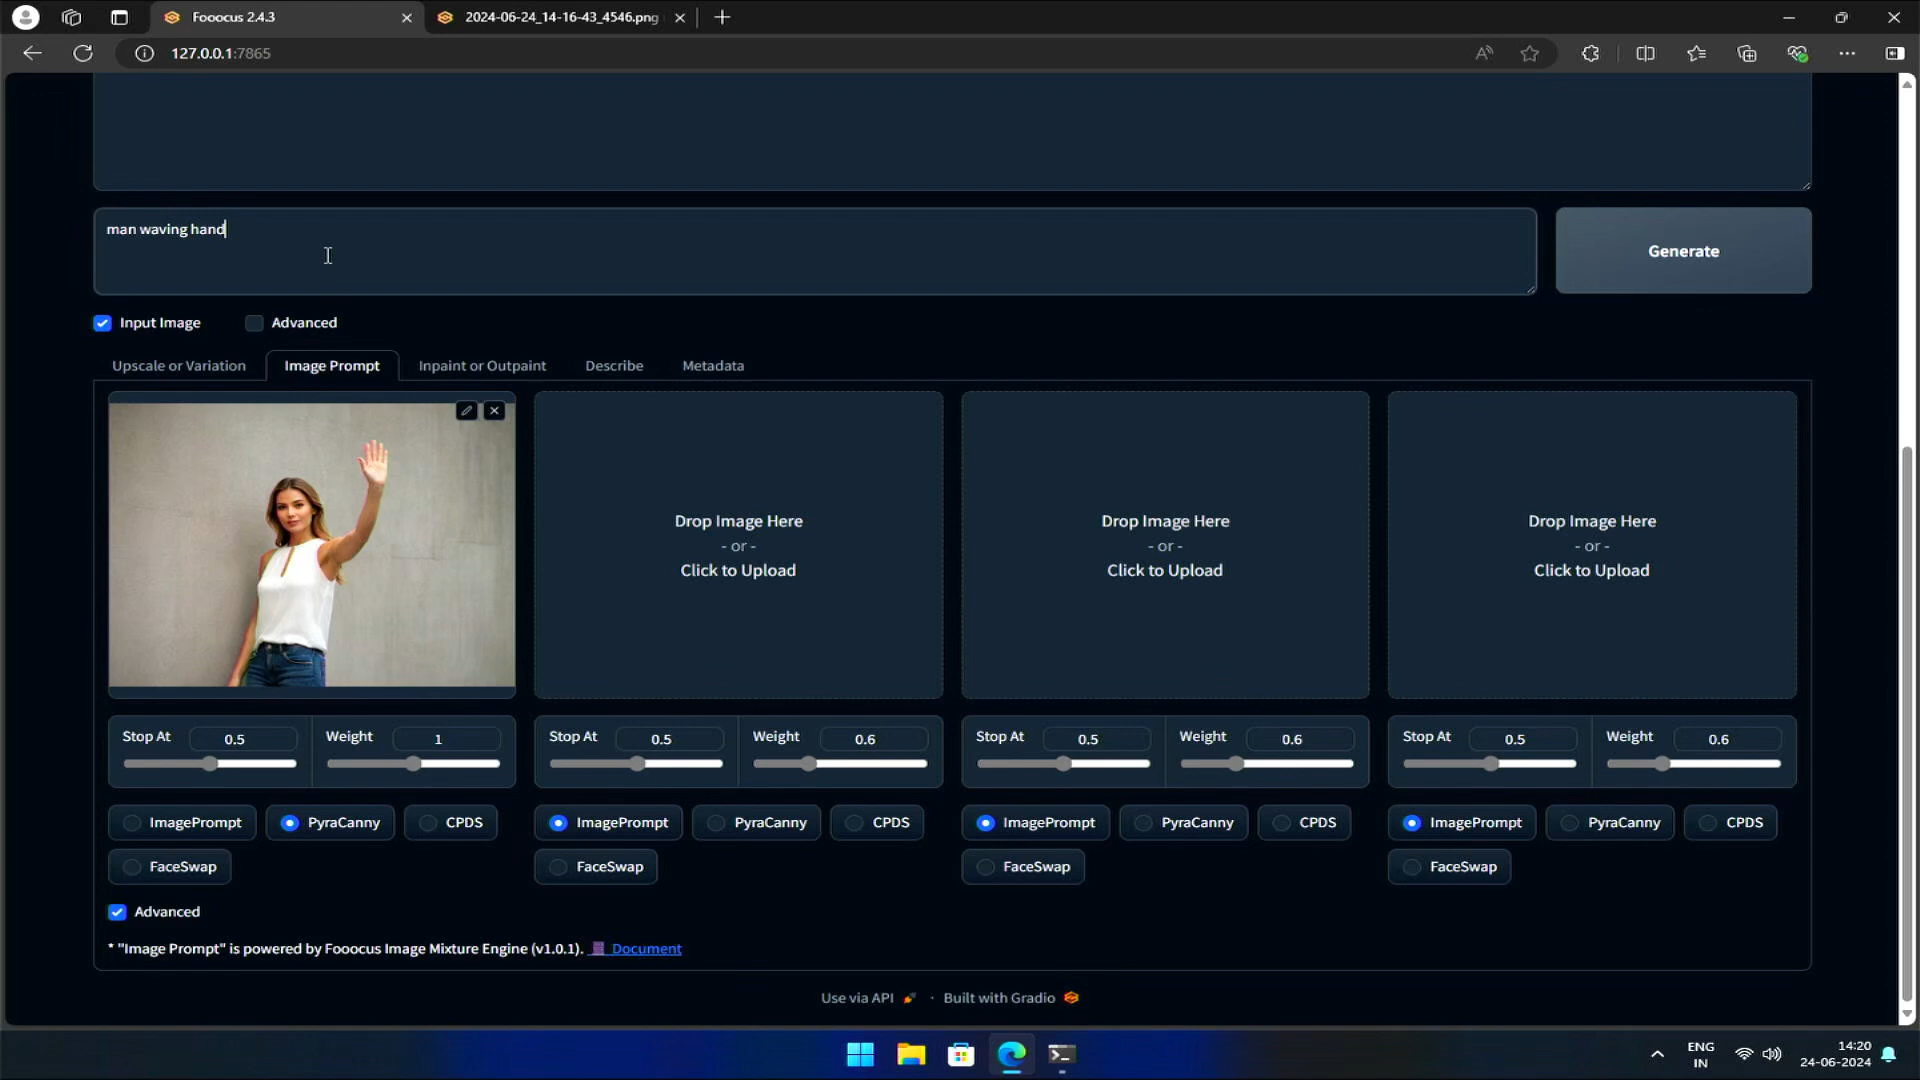 Fooocus 2.4.3
2024-06-24_14-16-43_4546.png
127.0.0.1:7865
man waving hand
Generate
Input Image
Advanced
Upscale or Variation
Image Prompt
Inpaint or Outpaint
Describe
Metadata
Drop Image Here
- or -
Click to Upload
Drop Image Here
- or -
Click to Upload
Drop Image Here
- or -
Click to Upload
Stop At 0.5 Weight 1
Stop At 0.5 Weight 0.6
Stop At 0.5 Weight 0.6
Stop At 0.5 Weight 0.6
ImagePrompt PyraCanny CPDS
FaceSwap
ImagePrompt PyraCanny CPDS
FaceSwap
ImagePrompt PyraCanny CPDS
FaceSwap
ImagePrompt PyraCanny CPDS
FaceSwap
Advanced
* "Image Prompt" is powered by Fooocus Image Mixture Engine (v1.0.1). Document
Use via API · Built with Gradio
ENG
IN
14:20
24-06-2024